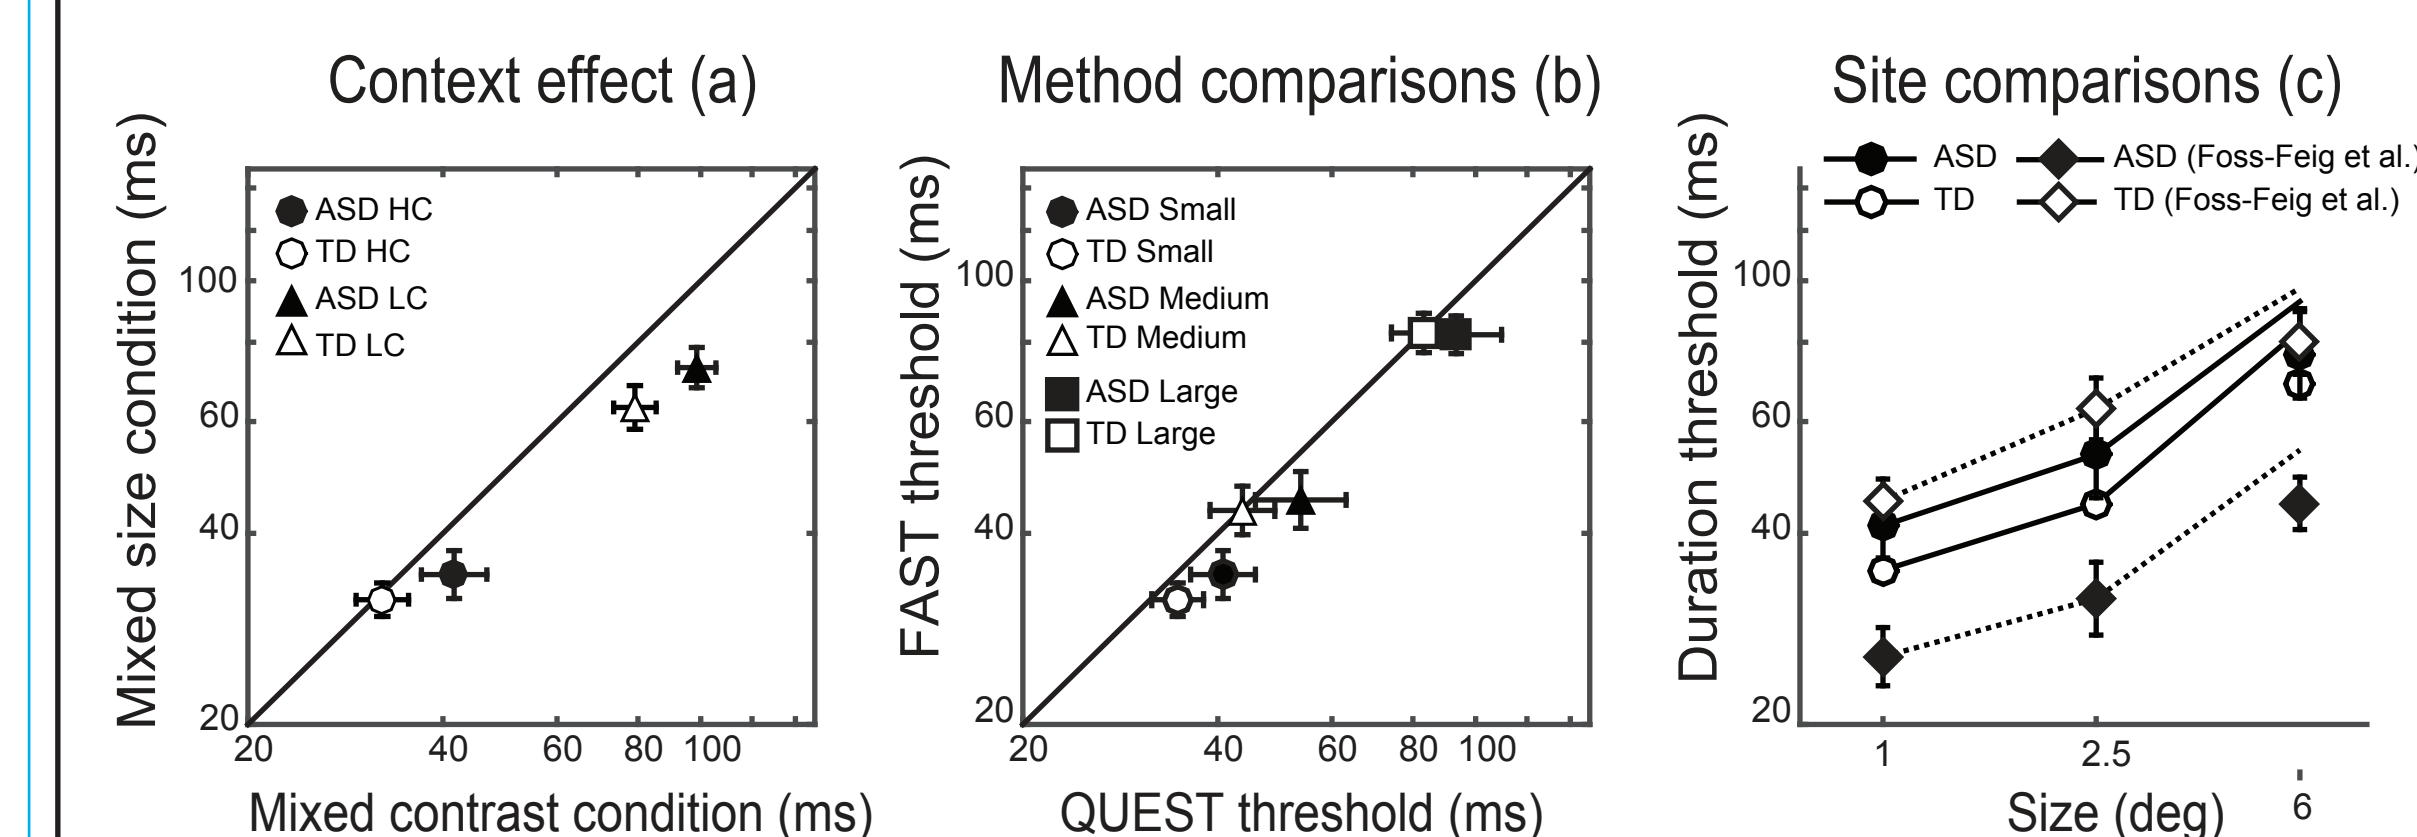 Context effect (a)
Mixed size condition (ms)
ASD HC
TD HC
ASD LC
TD LC
100
60
40
20
20 40 60 80 100
Mixed contrast condition (ms)
Method comparisons (b)
FAST threshold (ms)
ASD Small
TD Small
ASD Medium
TD Medium
ASD Large
TD Large
100
60
40
20
20 40 60 80 100
QUEST threshold (ms)
Site comparisons (c)
Duration threshold (ms)
ASD ASD (Foss-Feig et al.)
TD TD (Foss-Feig et al.)
100
60
40
20
1 2.5
6
Size (deg)